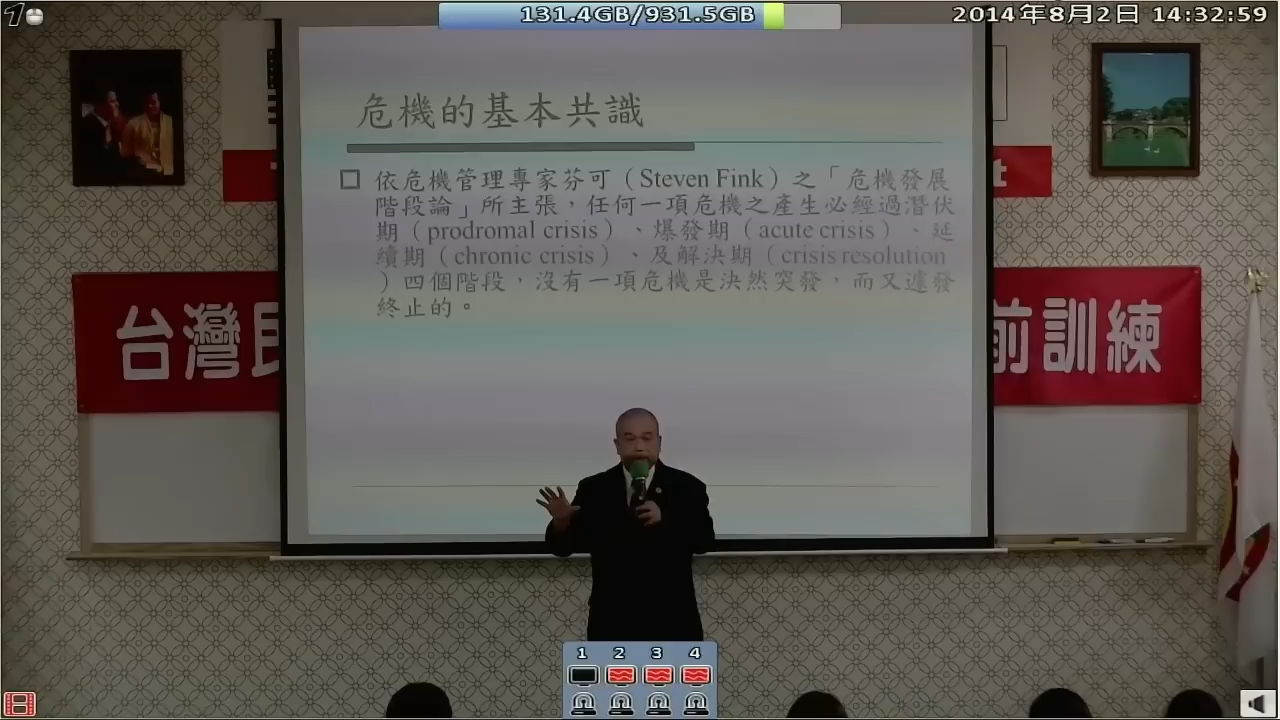 131.4GB/931.5GB
2014年8月2日 14:32:59
危機的基本共識
依危機管理專家芬可（Steven Fink）之「危機發展
階段論」所主張，任何一項危機之產生必經過潛伏
期（prodromal crisis）、爆發期（acute crisis）、延
續期（chronic crisis）、及解決期（crisis resolution
）四個階段，沒有一項危機是決然突發，而又遽發
終止的。
t
台灣民
前訓練
1 2 3 4